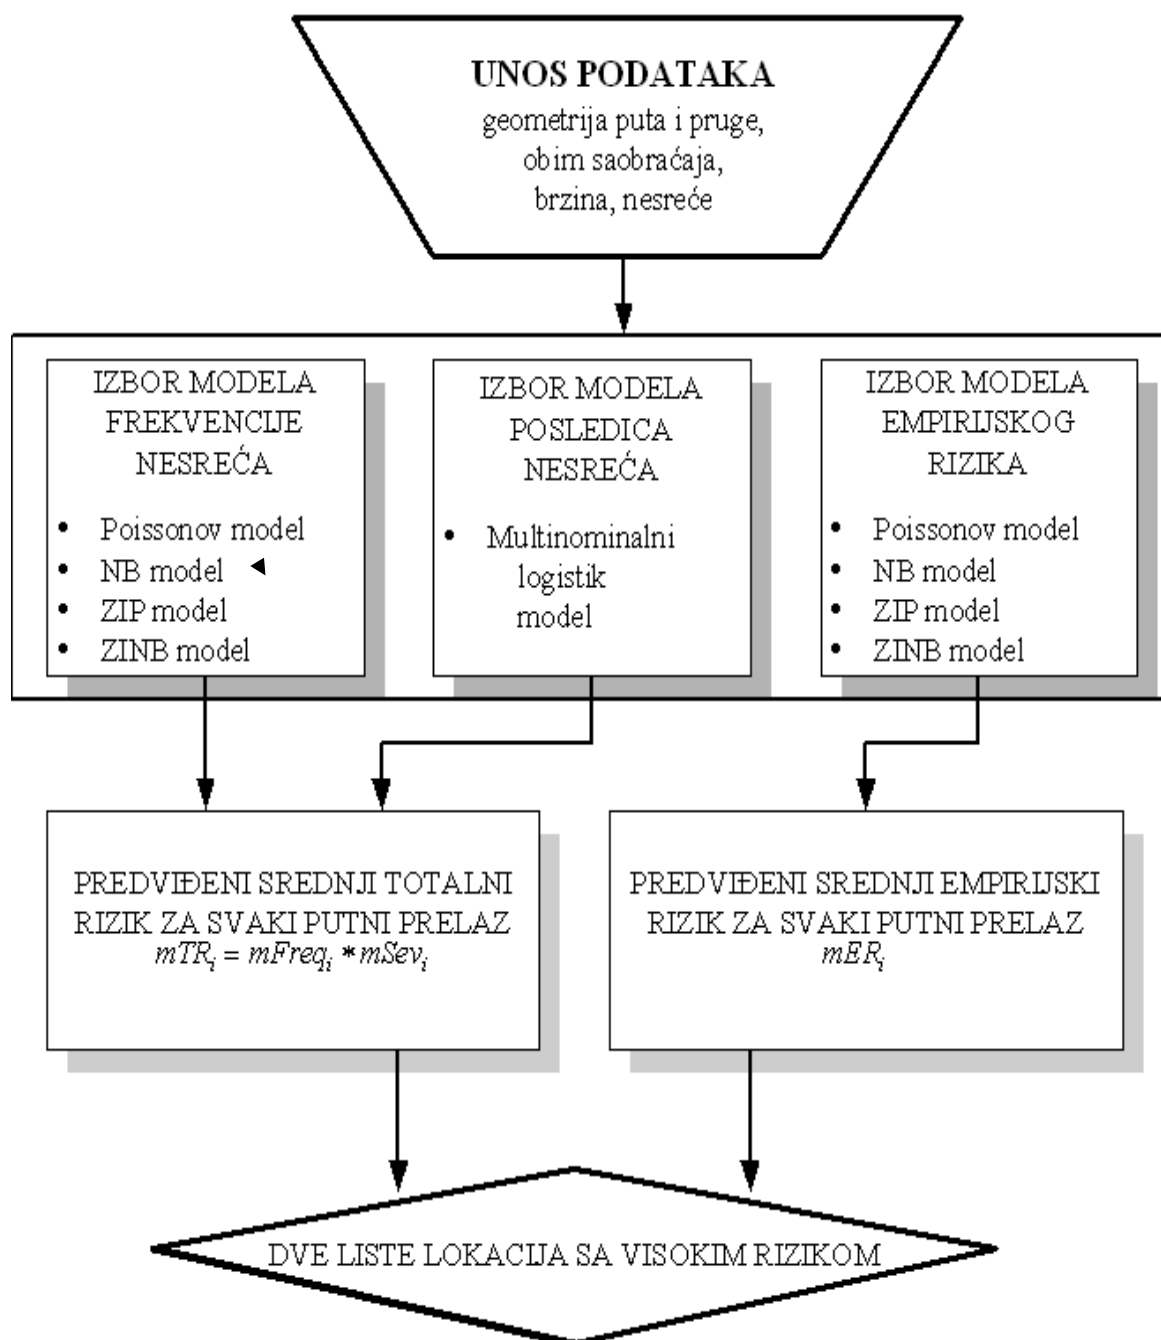 UNOS PODATAKA
geometrija puta i pruge,
obim saobraćaja,
brzina, nesreće
IZBOR MODELA
FREKVENCIJE
NESREĆA
• Poissonov model
• NB model
• ZIP model
• ZINB model
IZBOR MODELA
POSLEDICA
NESREĆA
• Multinominalni
logistik
model
IZBOR MODELA
EMPIRIJSKOG
RIZIKA
• Poissonov model
• NB model
• ZIP model
• ZINB model
PREDVIĐENI SREDNJI TOTALNI
RIZIK ZA SVAKI PUTNI PRELAZ
mTRᵢ = mFreqᵢ * mSevᵢ
PREDVIĐENI SREDNJI EMPIRIJSKI
RIZIK ZA SVAKI PUTNI PRELAZ
mERᵢ
DVE LISTE LOKACIJA SA VISOKIM RIZIKOM